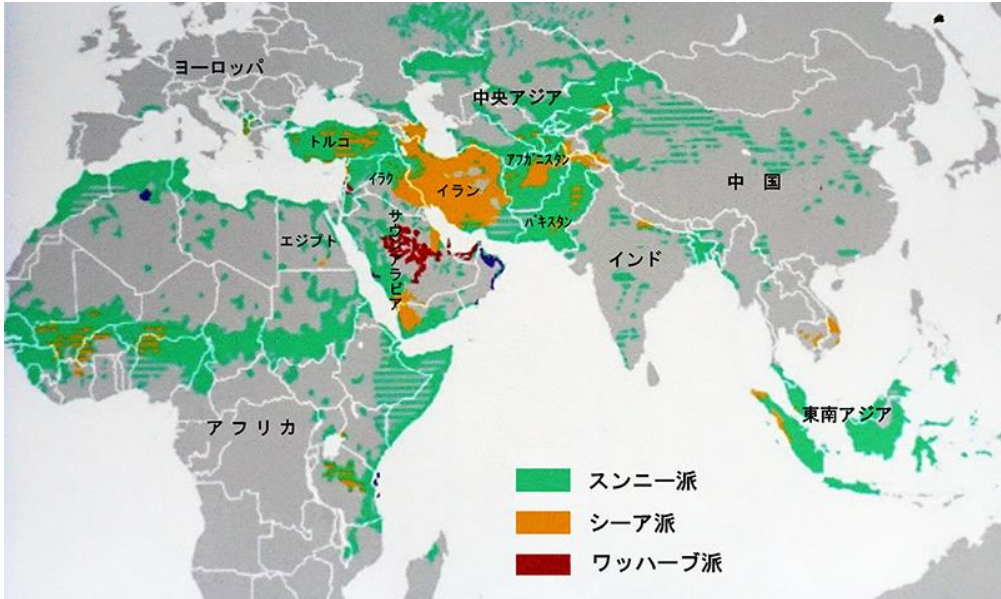 ヨーロッパ
中央アジア
トルコ
アフガニスタン
イラク
イラン
中 国
パキスタン
サウジアラビア
エジプト
インド
アフリカ
東南アジア
スンニー派
シーア派
ワッハーブ派